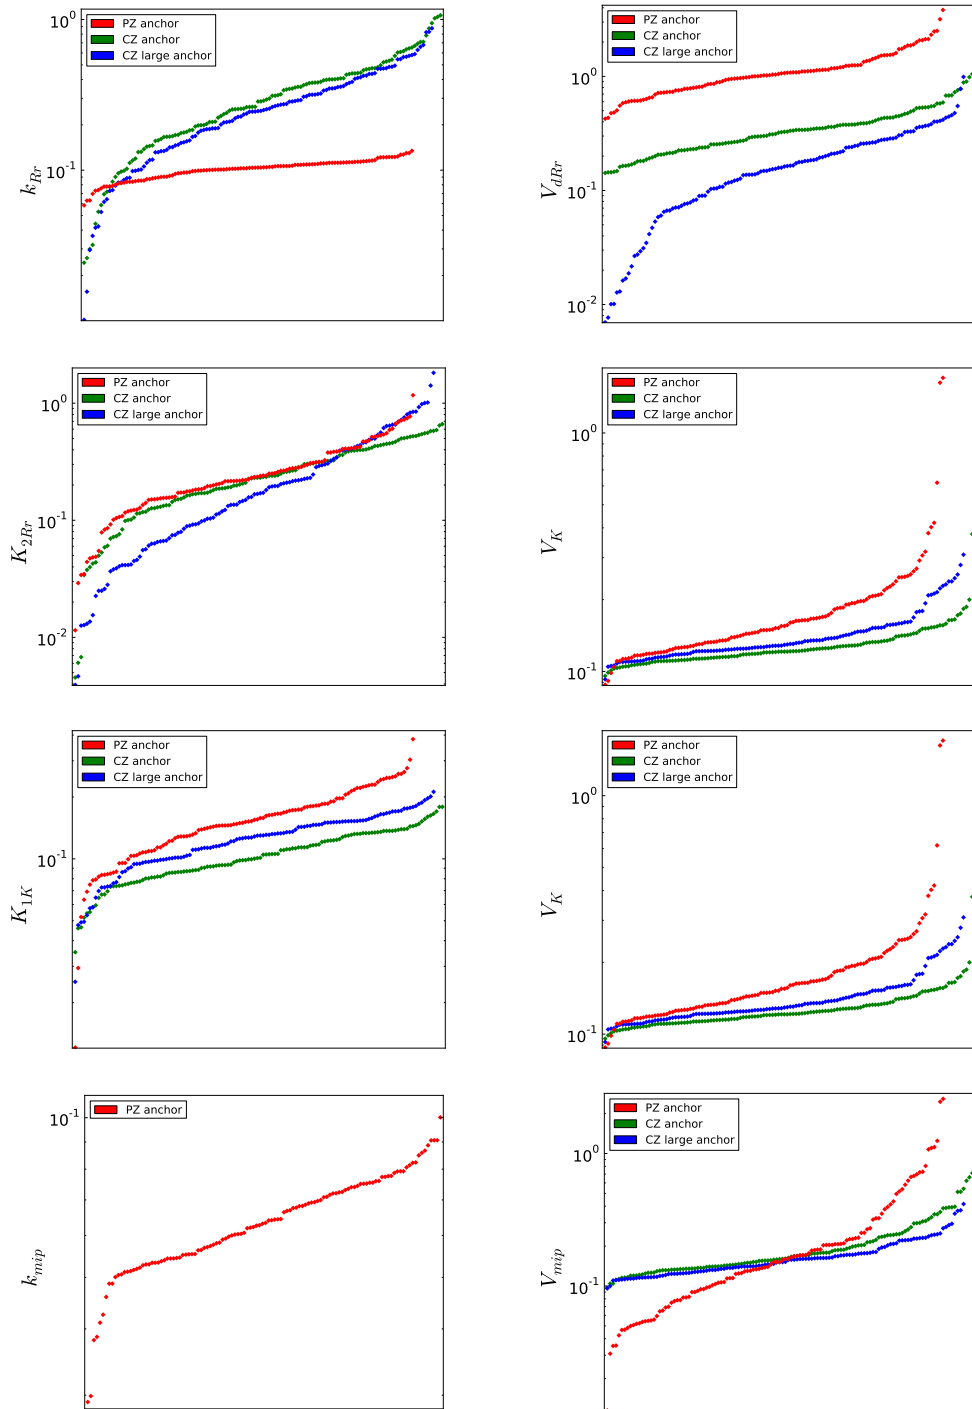 10^0
10^-1
k_Rr
PZ anchor
CZ anchor
CZ large anchor
10^0
10^-1
10^-2
V_dRr
PZ anchor
CZ anchor
CZ large anchor
10^0
10^-1
10^-2
K_2Rr
PZ anchor
CZ anchor
CZ large anchor
10^0
10^-1
V_K
PZ anchor
CZ anchor
CZ large anchor
10^-1
K_1K
PZ anchor
CZ anchor
CZ large anchor
10^0
10^-1
V_K
PZ anchor
CZ anchor
CZ large anchor
10^-1
k_mip
PZ anchor
10^0
10^-1
V_mip
PZ anchor
CZ anchor
CZ large anchor